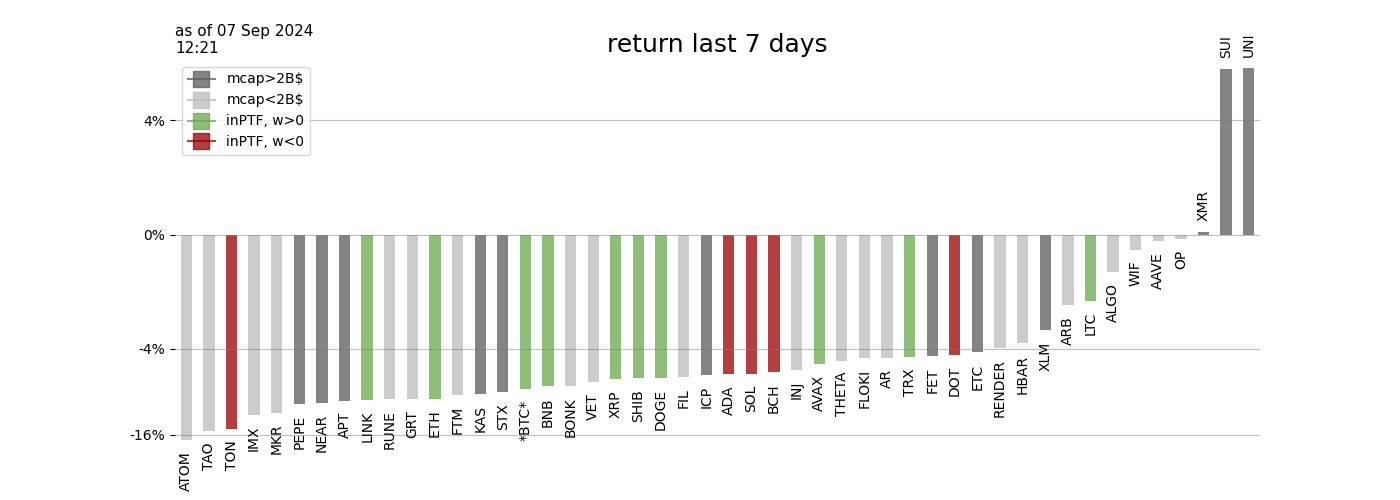 as of 07 Sep 2024
12:21
return last 7 days
mcap>2B$
mcap<2B$
inPTF, w>0
inPTF, w<0
4%
0%
-4%
-16%
ATOM
TAO
TON
IMX
MKR
PEPE
NEAR
APT
LINK
RUNE
GRT
ETH
FTM
KAS
STX
*BTC*
BNB
BONK
VET
XRP
SHIB
DOGE
FIL
ICP
ADA
SOL
BCH
INJ
AVAX
THETA
FLOKI
AR
TRX
FET
DOT
ETC
RENDER
HBAR
XLM
ARB
LTC
ALGO
WIF
AAVE
OP
XMR
SUI
UNI